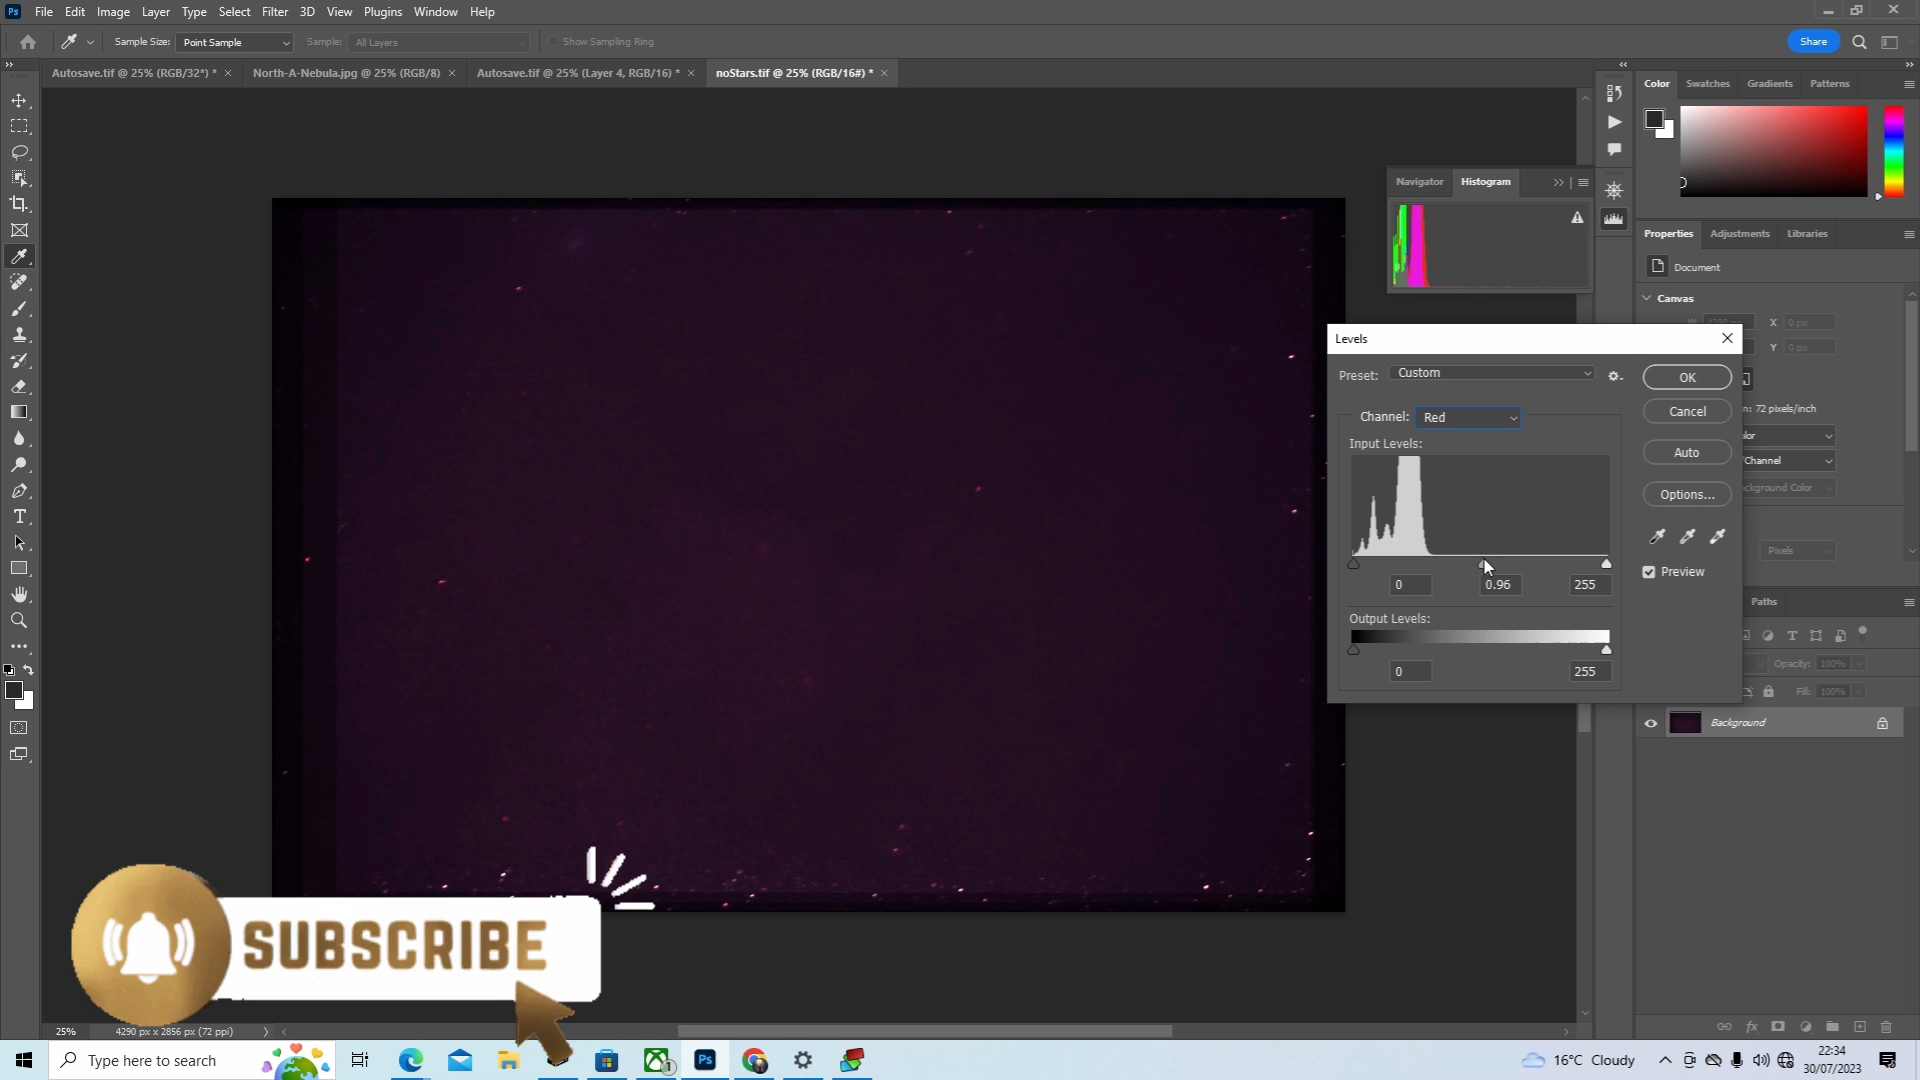 Ps File Edit Image Layer Type Select Filter 3D View Plugins Window Help
Sample Size: Point Sample Sample: All Layers Show Sampling Ring Share
Autosave.tif @ 25% (RGB/32*) * × North-A-Nebula.jpg @ 25% (RGB/8) × Autosave.tif @ 25% (Layer 4, RGB/16) * × noStars.tif @ 25% (RGB/16#) * ×
Color Swatches Gradients Patterns
Navigator Histogram
Properties Adjustments Libraries
Document
Canvas
X 0 px
Y 0 px
n: 72 pixels/inch
Channel
ckground Color
Pixels
Levels
Preset: Custom
OK
Channel: Red
Cancel
Input Levels:
Auto
Options...
Preview
0 0.96 255
Output Levels:
0 255
Paths
Opacity: 100%
Fill: 100%
Background
fx
SUBSCRIBE
25% 4290 px x 2856 px (72 ppi)
Type here to search
Ps
1
16°C Cloudy
22:34
30/07/2023